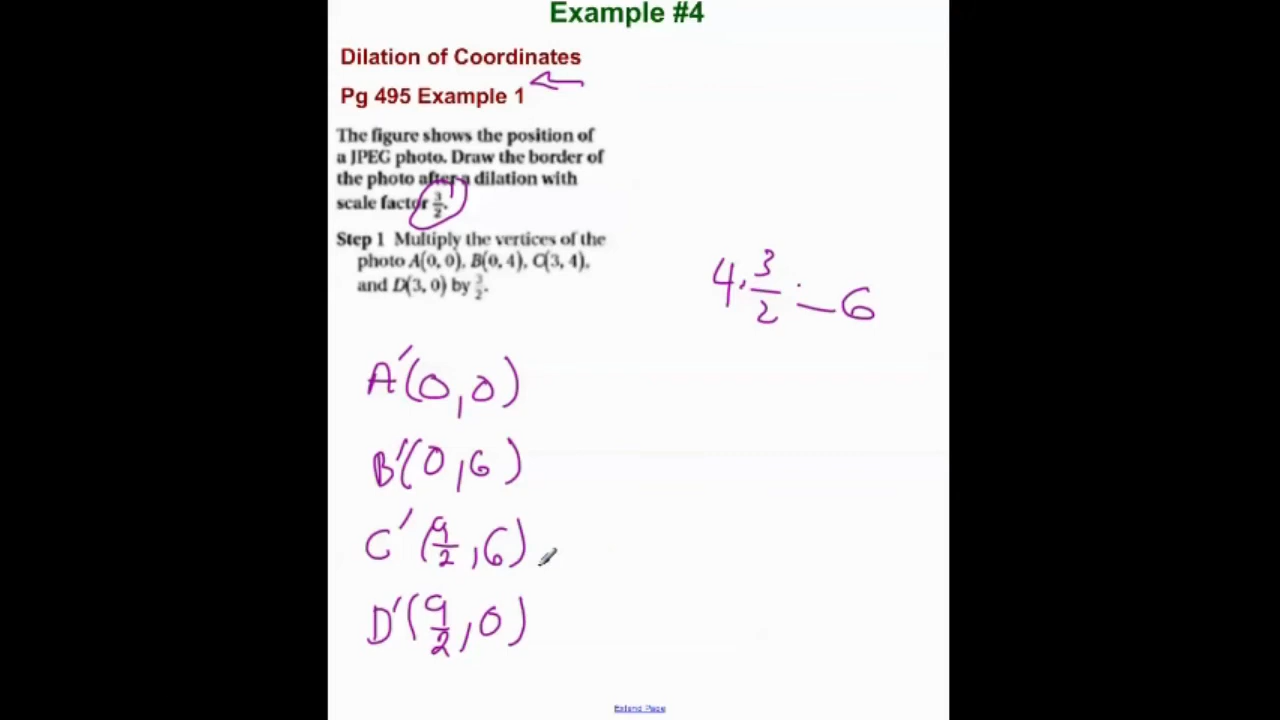 Example #4
Dilation of Coordinates
Pg 495 Example 1
The figure shows the position of
a JPEG photo. Draw the border of
the photo after a dilation with
scale factor 3/2.
Step 1 Multiply the vertices of the
photo A(0, 0), B(0, 4), C(3, 4),
and D(3, 0) by 3/2.
4 · 3/2 = 6
A'(0,0)
B'(0,6)
C'(9/2,6)
D'(9/2,0)
Extend Page